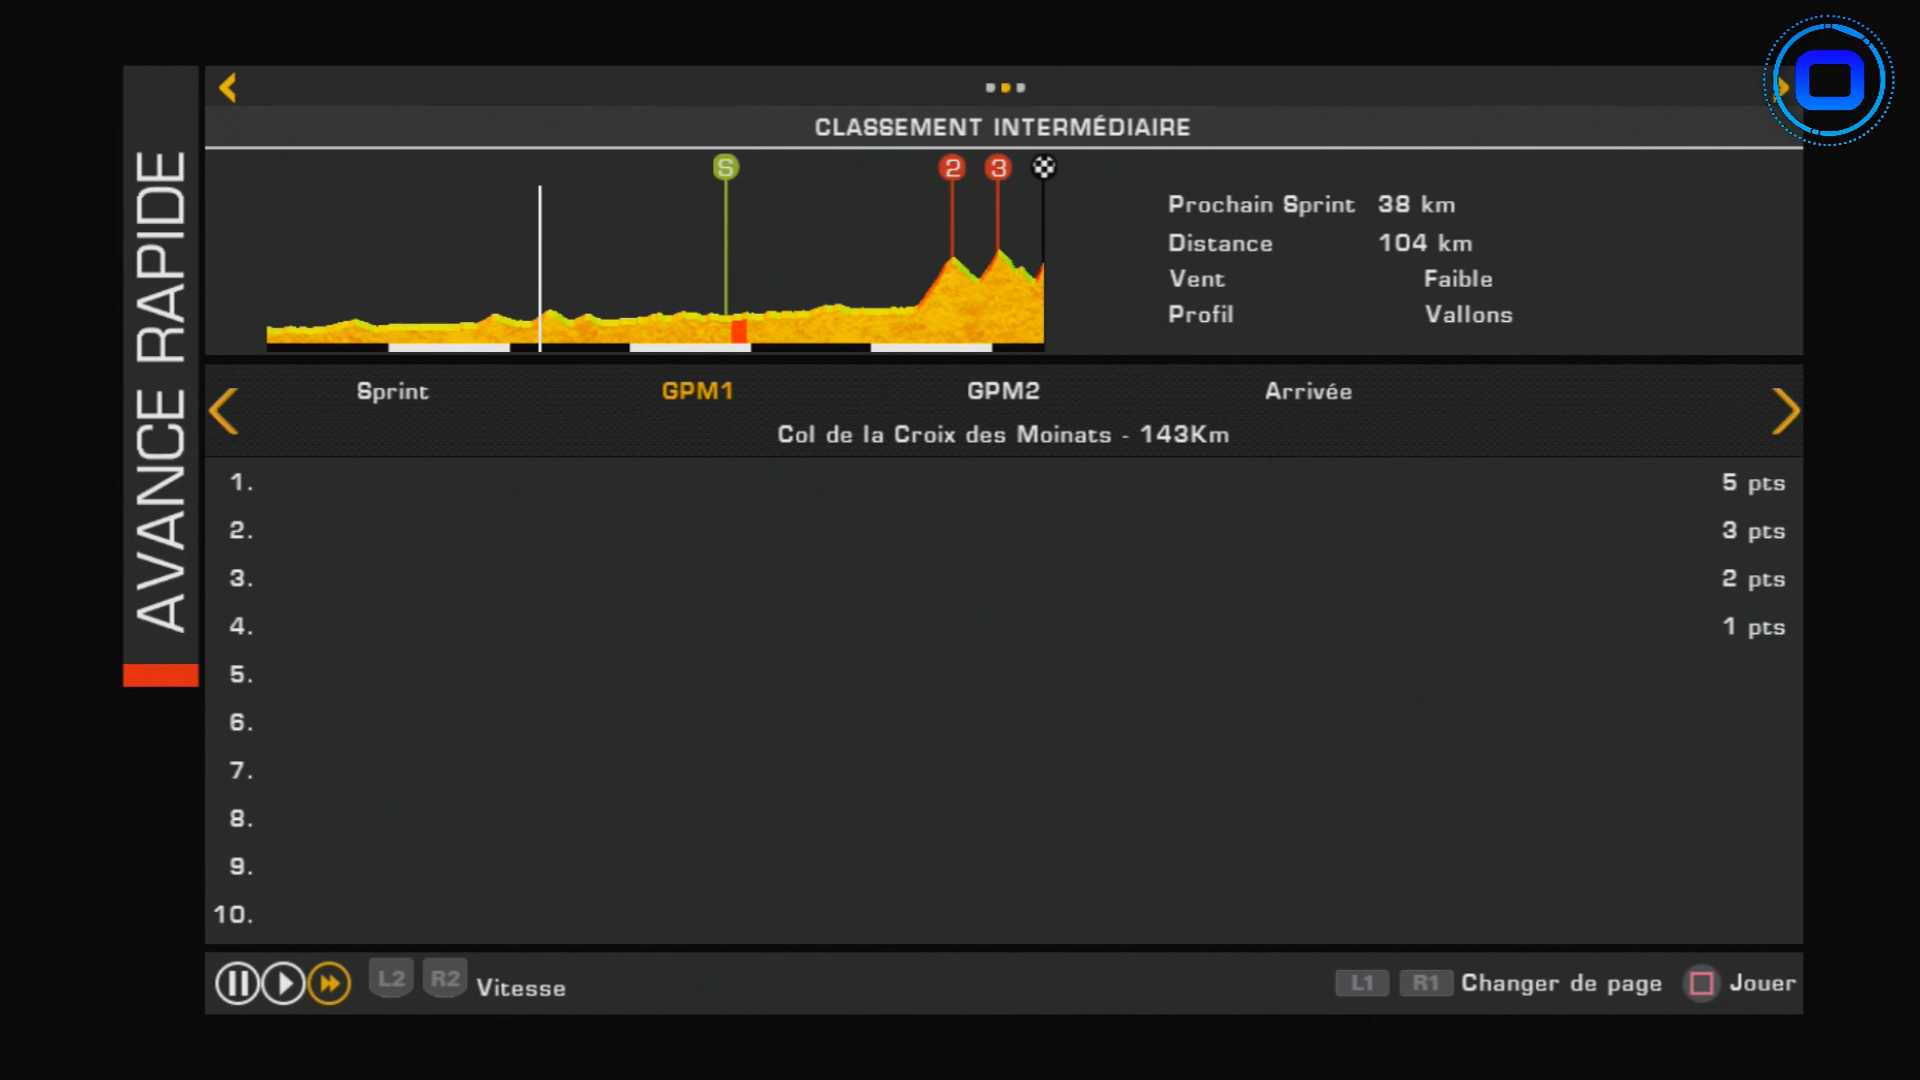 AVANCE RAPIDE
CLASSEMENT INTERMÉDIAIRE
S 2 3
Prochain Sprint 38 km
Distance 104 km
Vent Faible
Profil Vallons
Sprint GPM1 GPM2 Arrivée
Col de la Croix des Moinats - 143Km
1. 5 pts
2. 3 pts
3. 2 pts
4. 1 pts
5.
6.
7.
8.
9.
10.
L2 R2 Vitesse L1 R1 Changer de page Jouer